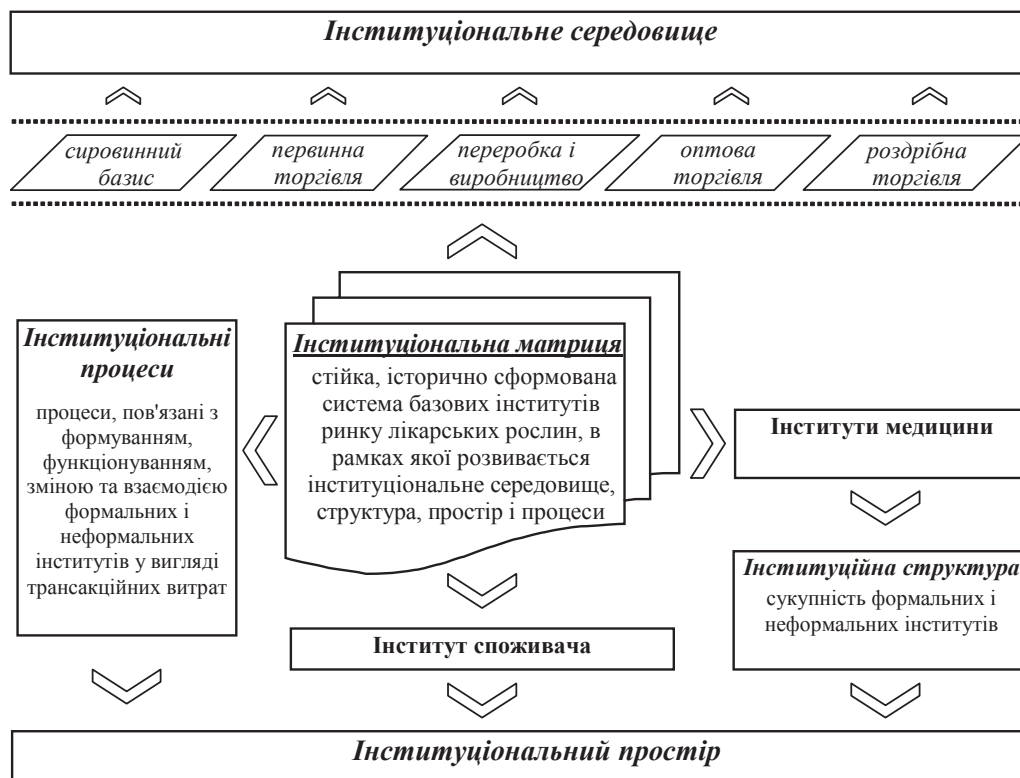 Інституціональне середовище
сировинний
базис
первинна
торгівля
переробка і
виробництво
оптова
торгівля
роздрібна
торгівля
Інституціональні
процеси
процеси, пов'язані з
формуванням,
функціонуванням,
зміною та взаємодією
формальних і
неформальних
інститутів у вигляді
трансакційних витрат
Інституціональна матриця
стійка, історично сформована
система базових інститутів
ринку лікарських рослин, в
рамках якої розвивається
інституціональне середовище,
структура, простір і процеси
Інститути медицини
Інституційна структура
сукупність формальних і
неформальних інститутів
Інститут споживача
Інституціональний простір